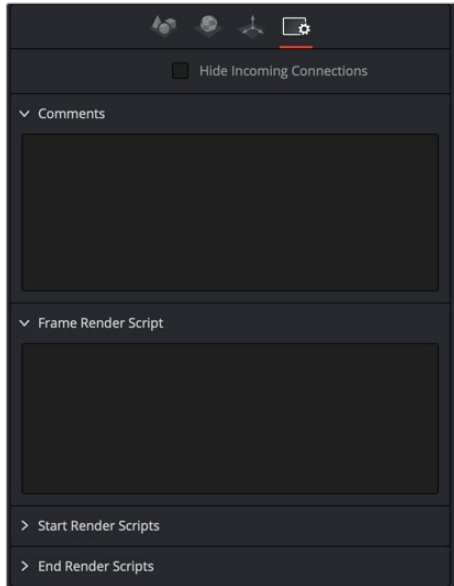 Hide Incoming Connections
Comments
Frame Render Script
Start Render Scripts
End Render Scripts